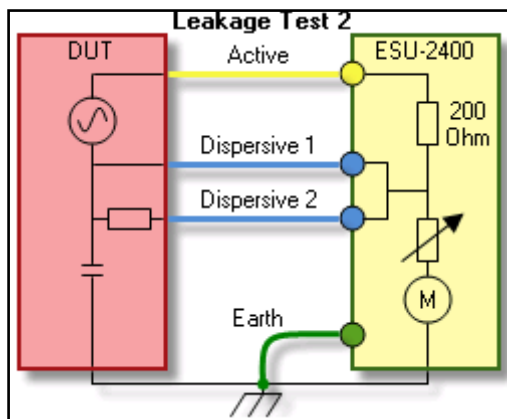 Leakage Test 2
DUT
ESU-2400
Active
200
Ohm
Dispersive 1
Dispersive 2
M
Earth